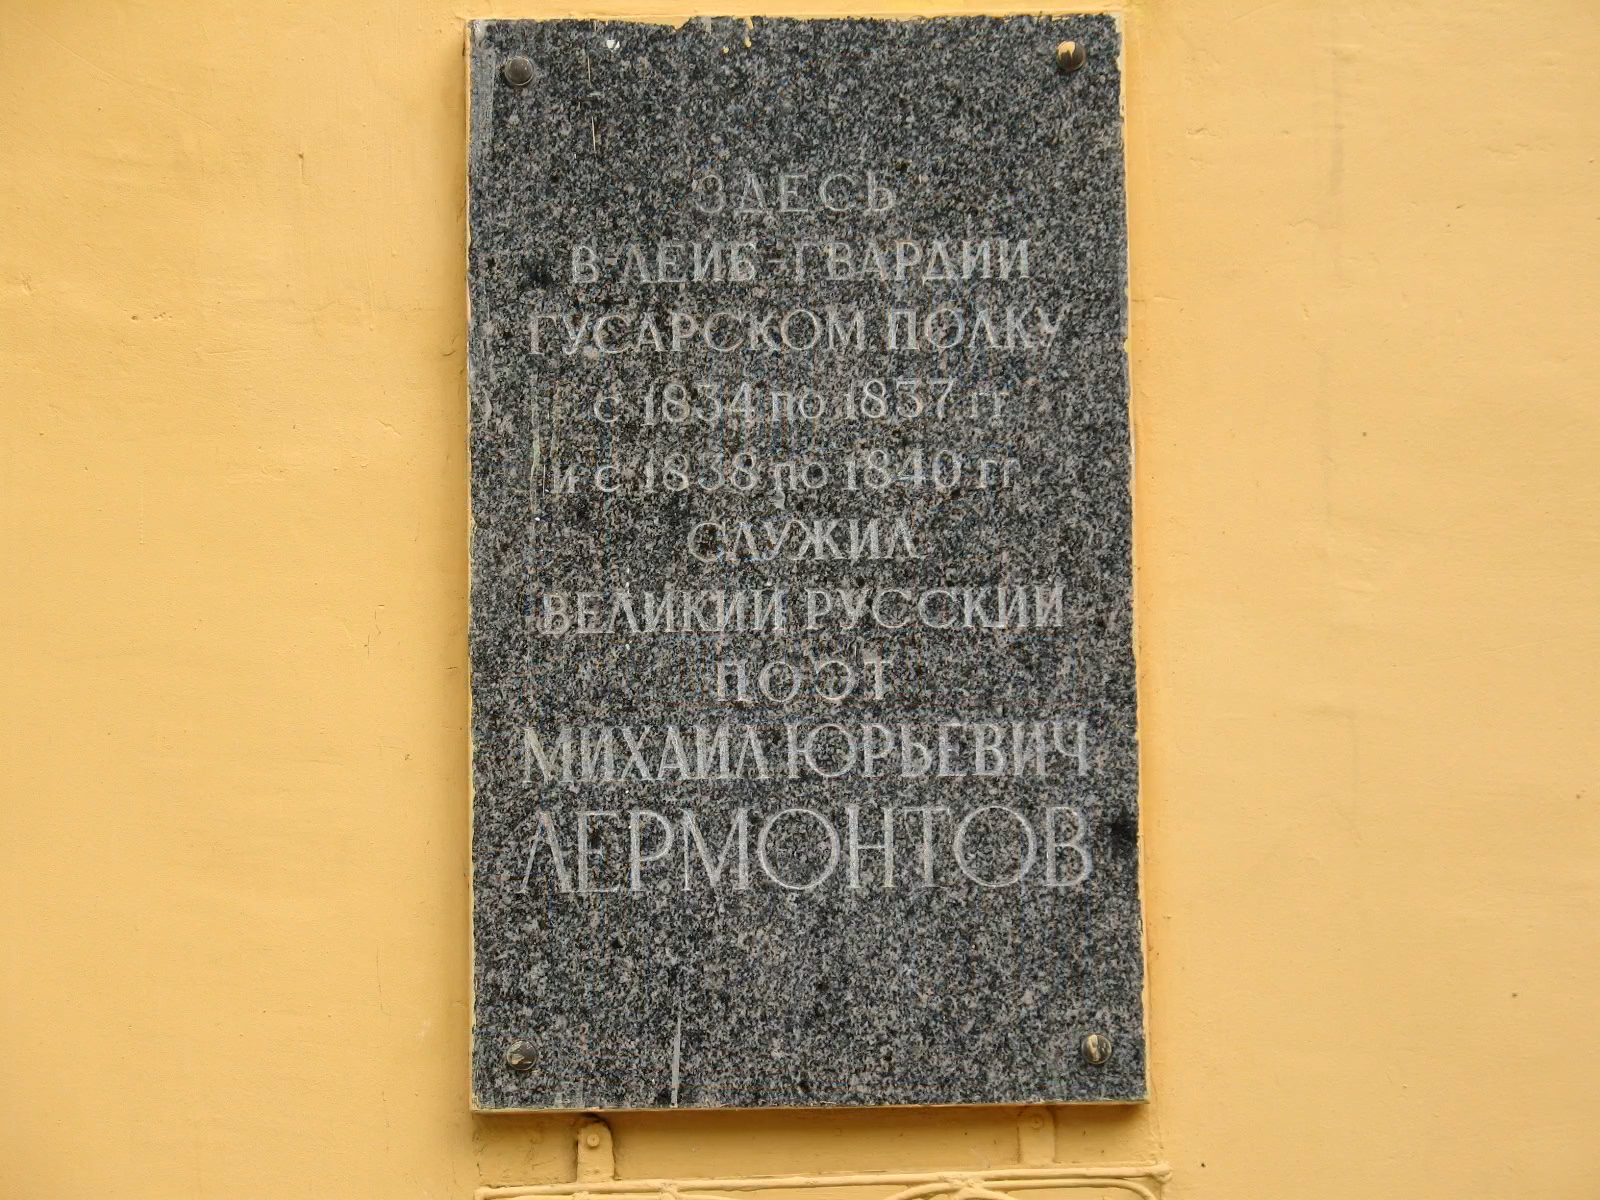 ЗДЕСЬ
В ЛЕЙБ-ГВАРДИИ
ГУСАРСКОМ ПОЛКУ
с 1834 по 1837 гг
и с 1838 по 1840 гг
СЛУЖИЛ
ВЕЛИКИЙ РУССКИЙ
ПОЭТ
МИХАИЛ ЮРЬЕВИЧ
ЛЕРМОНТОВ